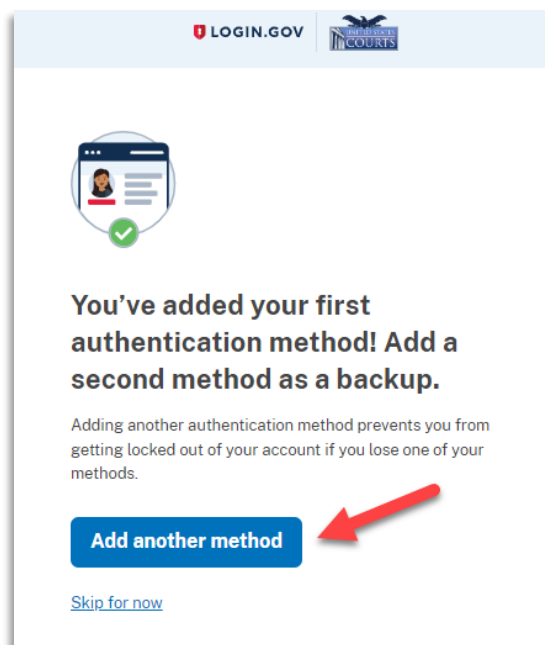 LOGIN.GOV
UNITED STATES
COURTS
You’ve added your first
authentication method! Add a
second method as a backup.
Adding another authentication method prevents you from
getting locked out of your account if you lose one of your
methods.
Add another method
Skip for now